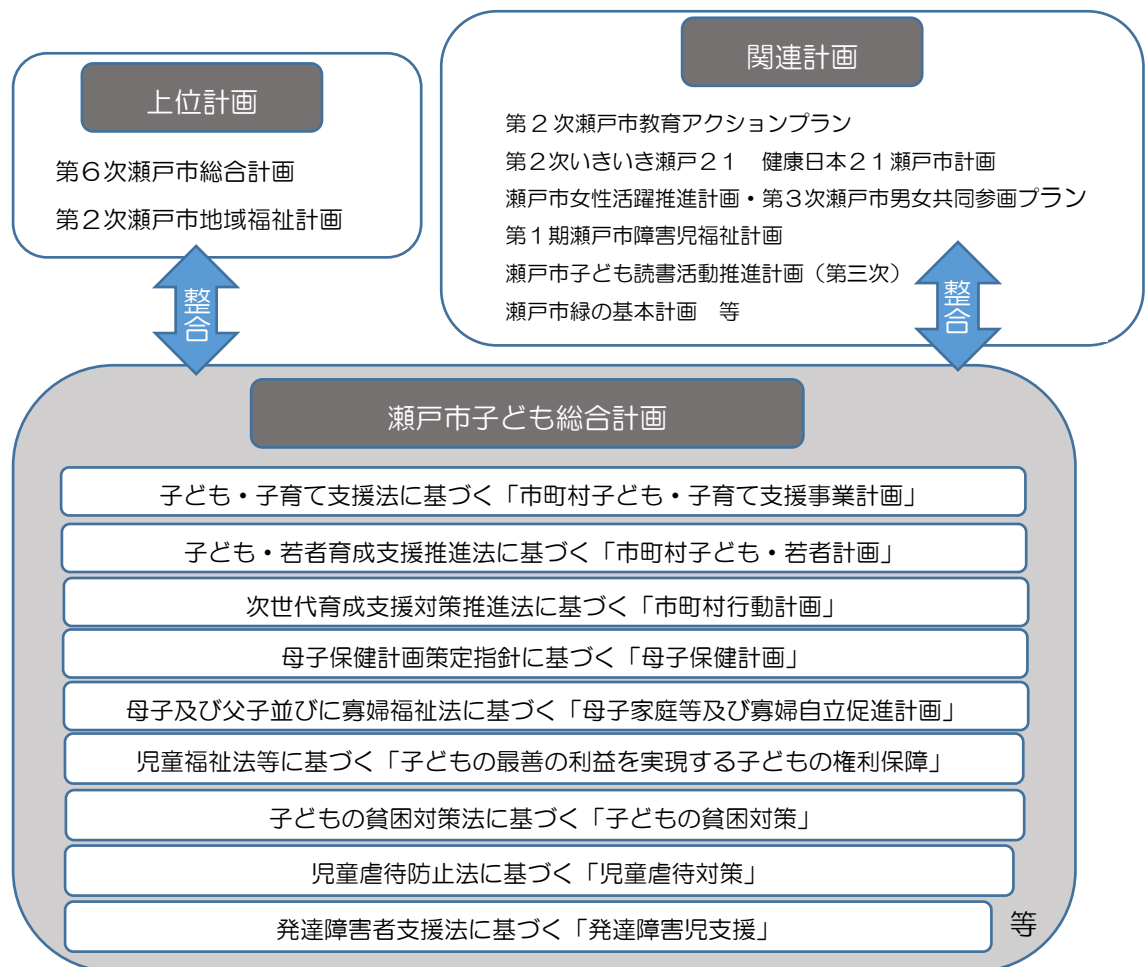 上位計画
第６次瀬戸市総合計画
第２次瀬戸市地域福祉計画
関連計画
第２次瀬戸市教育アクションプラン
第２次いきいき瀬戸２１　健康日本２１瀬戸市計画
瀬戸市女性活躍推進計画・第３次瀬戸市男女共同参画プラン
第１期瀬戸市障害児福祉計画
瀬戸市子ども読書活動推進計画（第三次）
瀬戸市緑の基本計画　等
整合
整合
瀬戸市子ども総合計画
子ども・子育て支援法に基づく「市町村子ども・子育て支援事業計画」
子ども・若者育成支援推進法に基づく「市町村子ども・若者計画」
次世代育成支援対策推進法に基づく「市町村行動計画」
母子保健計画策定指針に基づく「母子保健計画」
母子及び父子並びに寡婦福祉法に基づく「母子家庭等及び寡婦自立促進計画」
児童福祉法等に基づく「子どもの最善の利益を実現する子どもの権利保障」
子どもの貧困対策法に基づく「子どもの貧困対策」
児童虐待防止法に基づく「児童虐待対策」
発達障害者支援法に基づく「発達障害児支援」
等